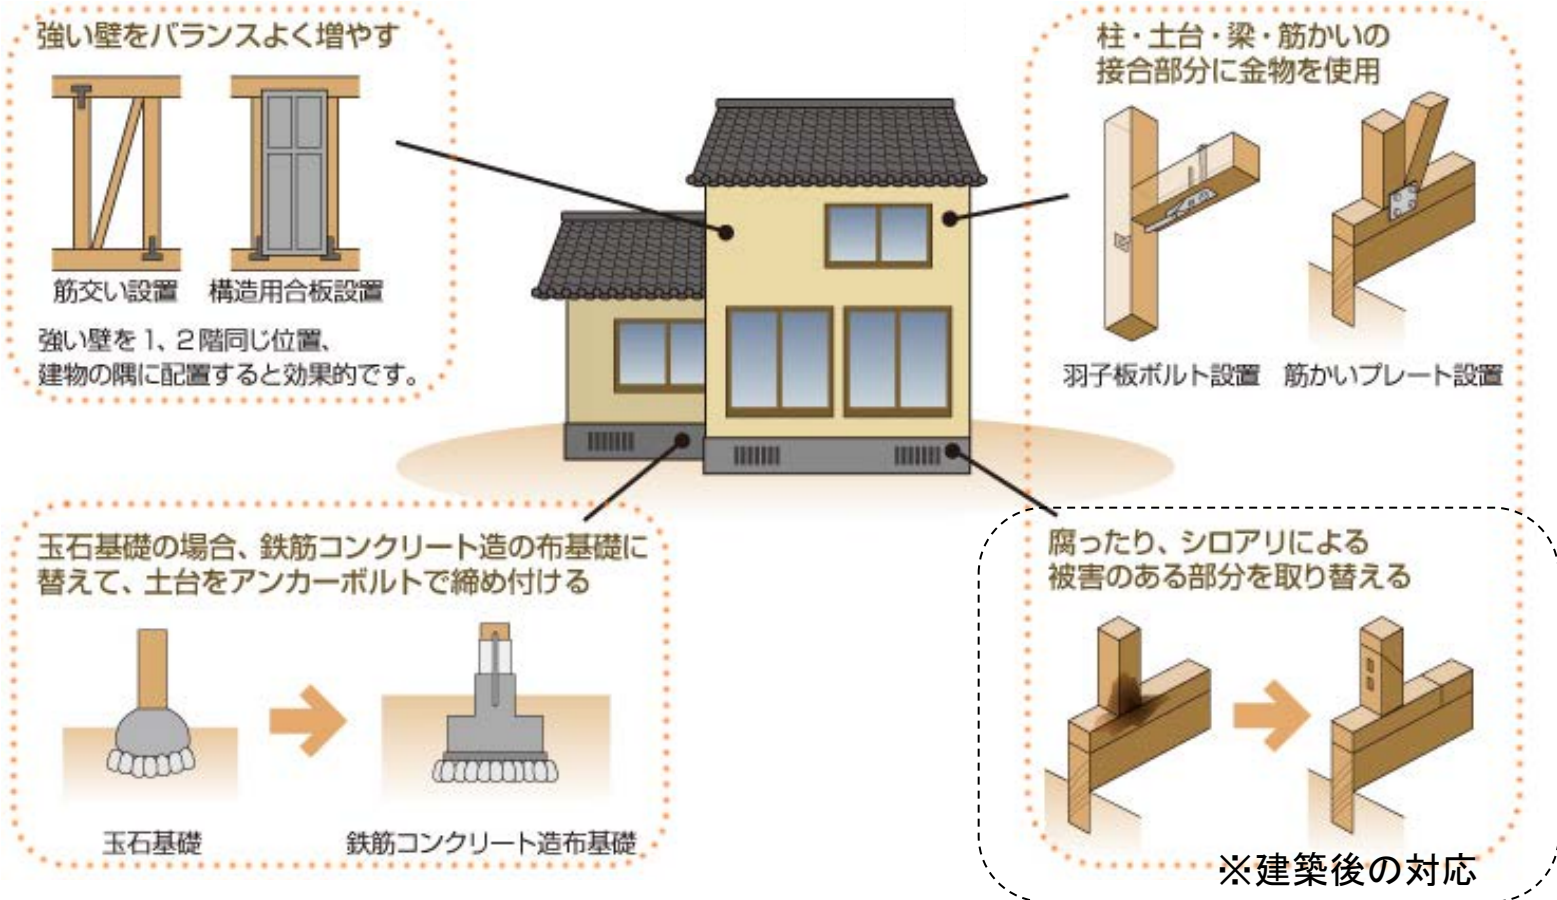 強い壁をバランスよく増やす
筋交い設置 構造用合板設置
強い壁を1、2階同じ位置、
建物の隅に配置すると効果的です。
柱・土台・梁・筋かいの
接合部分に金物を使用
羽子板ボルト設置 筋かいプレート設置
玉石基礎の場合、鉄筋コンクリート造の布基礎に
替えて、土台をアンカーボルトで締め付ける
玉石基礎 鉄筋コンクリート造布基礎
腐ったり、シロアリによる
被害のある部分を取り替える
※建築後の対応